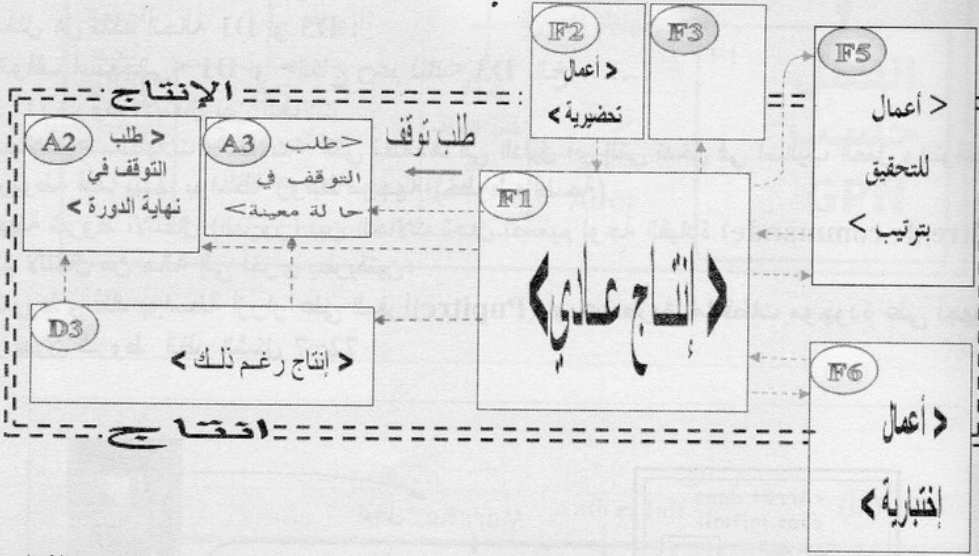 F2
< أعمال
تحضيرية >
F3
F5
< أعمال
للتحقيق
بترتيب >
الإنتاج
A2
< طلب
التوقف في
نهاية الدورة >
A3
< طلب
التوقف في
حالة معينة >
طلب توقف
F1
< إنتاج عادي >
D3
< إنتاج رغم ذلك >
F6
< أعمال
إختبارية >
انتاج